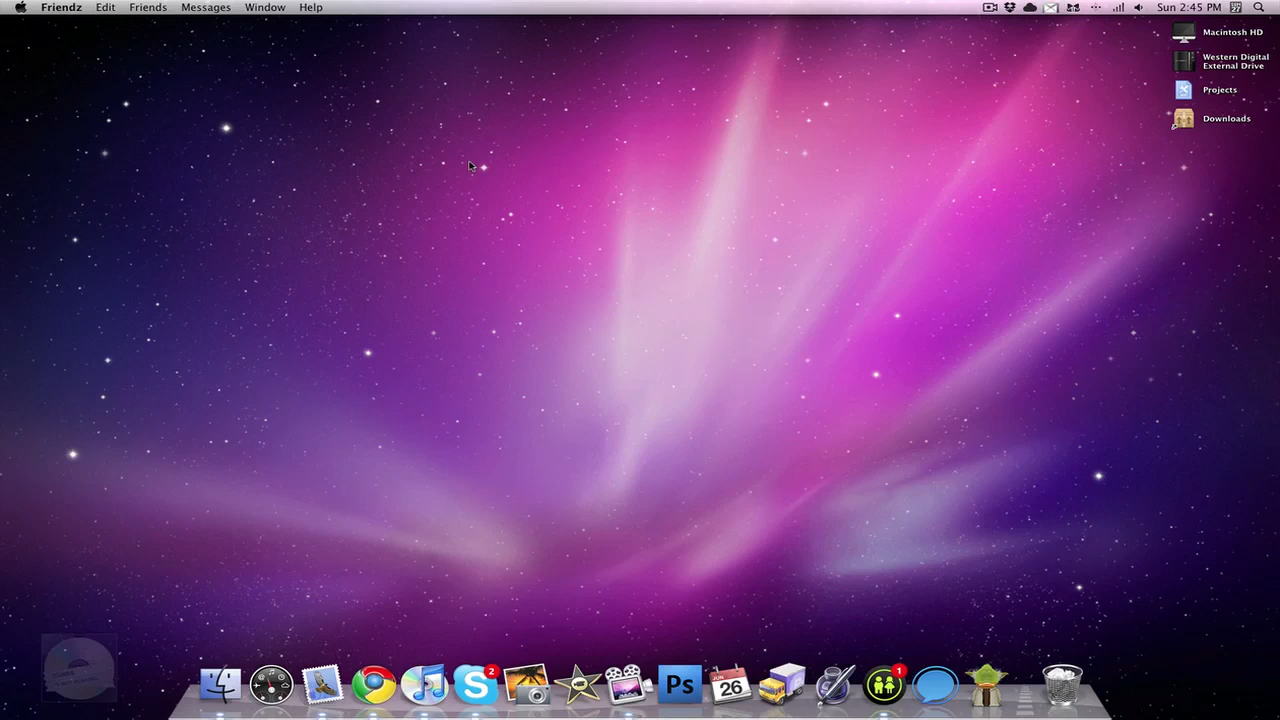 Friendz Edit Friends Messages Window Help
Sun 2:45 PM
Macintosh HD
Western Digital
External Drive
Projects
Downloads
2
Ps
JUN
26
1